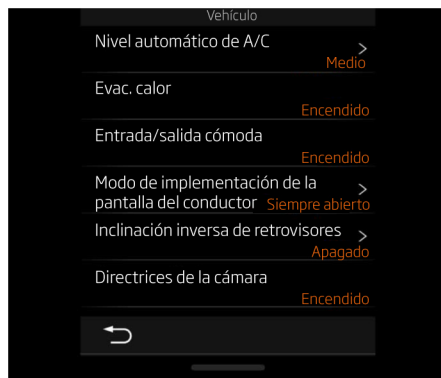 Vehículo
Nivel automático de A/C
Medio
Evac. calor
Encendido
Entrada/salida cómoda
Encendido
Modo de implementación de la
pantalla del conductor Siempre abierto
Inclinación inversa de retrovisores
Apagado
Directrices de la cámara
Encendido